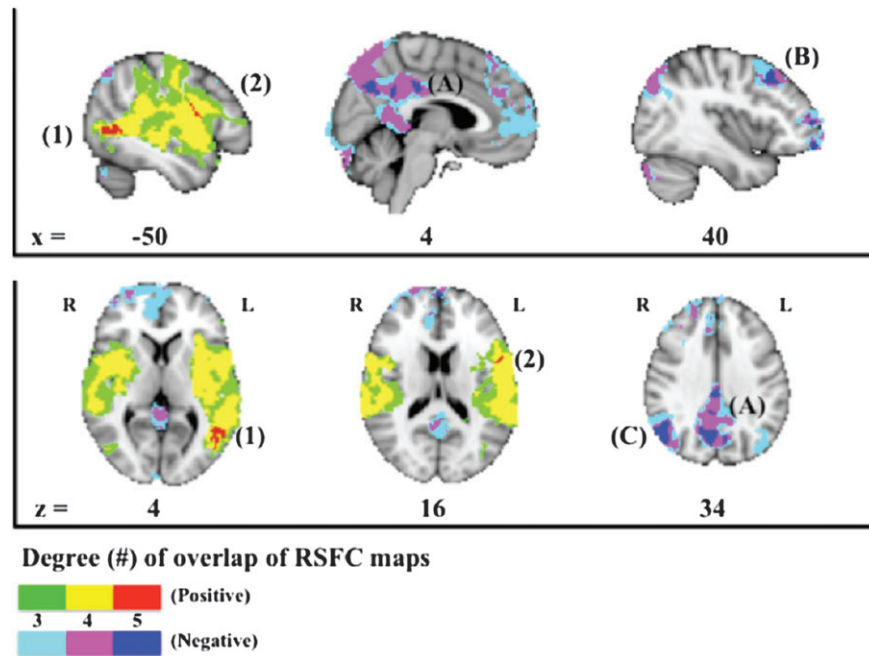 (1) (2) (A) (B)
x = -50 4 40
R L R L R L
(2)
(1) (C) (A)
z = 4 16 34
Degree (#) of overlap of RSFC maps
(Positive)
3 4 5
(Negative)